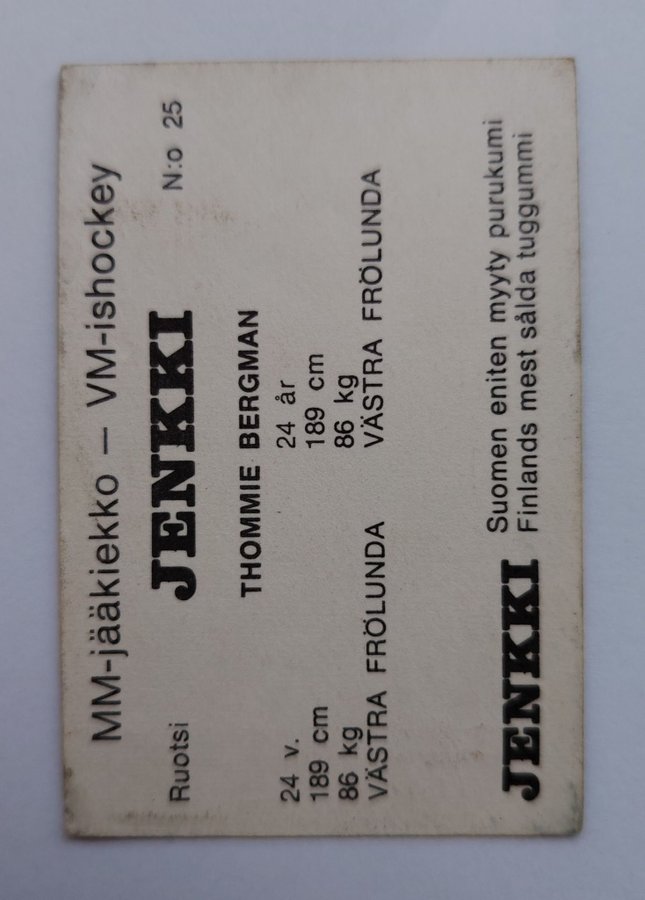 MM-jääkiekko — VM-ishockey
Ruotsi JENKKI N:o 25
THOMMIE BERGMAN
24 v. 24 år
189 cm 189 cm
86 kg 86 kg
VÄSTRA FRÖLUNDA VÄSTRA FRÖLUNDA
JENKKI Suomen eniten myyty purukumi
Finlands mest sålda tuggummi